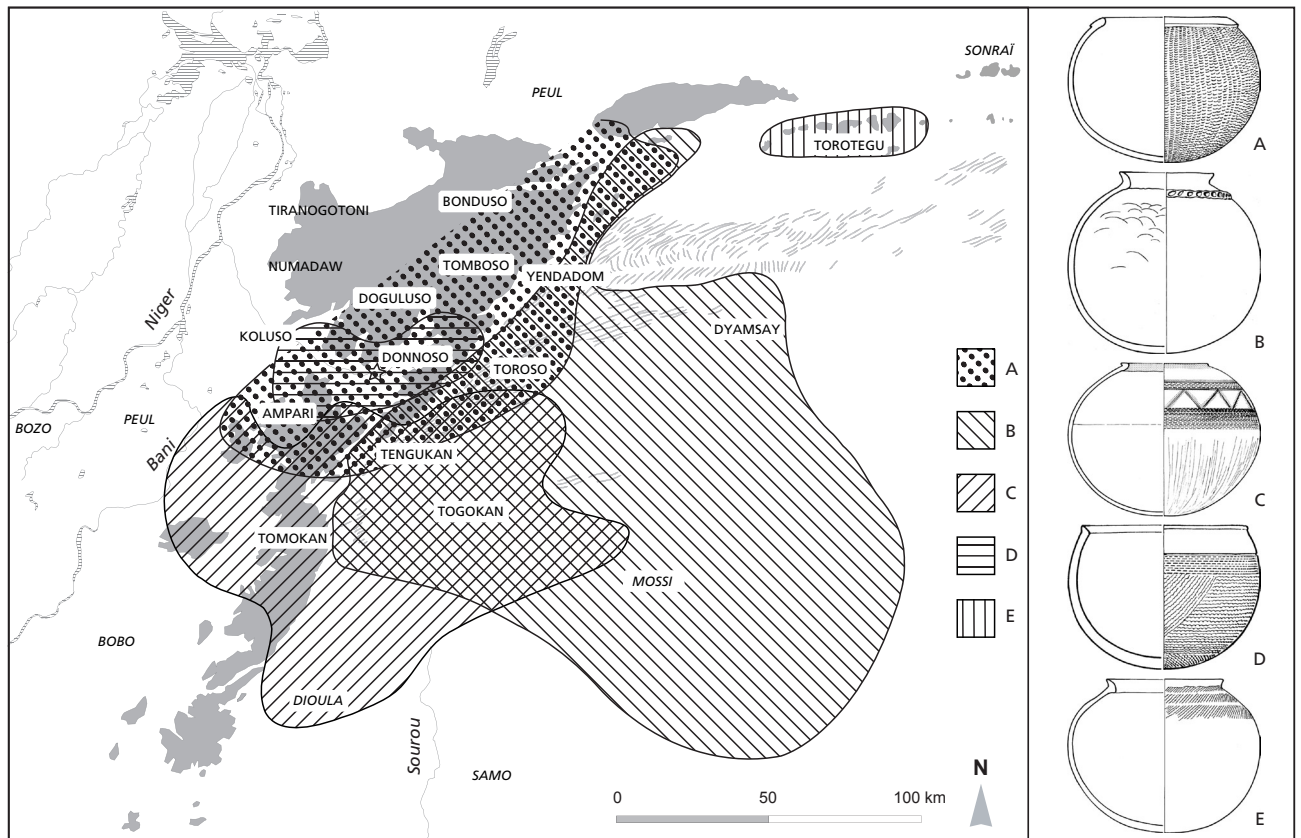 SONRAÏ
PEUL
TOROTEGU
BONDUSO
TIRANOGOTONI
TOMBOSO
NUMADAW
YENDADOM
DOGULUSO
Niger
DYAMSAY
KOLUSO
DONNOSO
TOROSO
AMPARI
PEUL
BOZO
Bani
TENGUKAN
TOGOKAN
TOMOKAN
MOSSI
BOBO
DIOULA
Sourou
SAMO
N
0 50 100 km
A
B
C
D
E
A
B
C
D
E